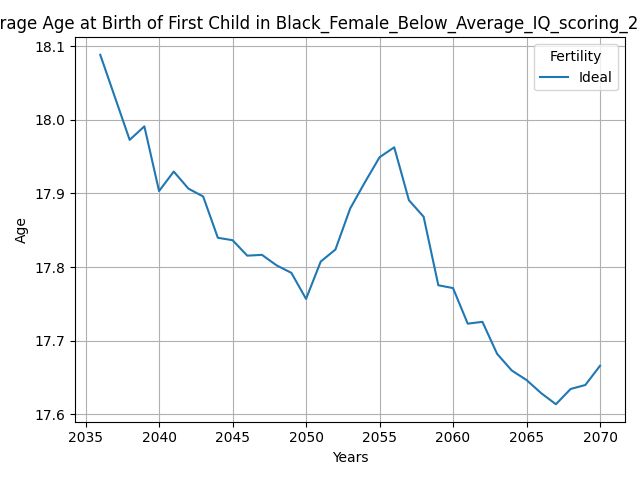 rage Age at Birth of First Child in Black_Female_Below_Average_IQ_scoring_2
Fertility
Ideal
18.1
18.0
17.9
17.8
17.7
17.6
Age
2035 2040 2045 2050 2055 2060 2065 2070
Years